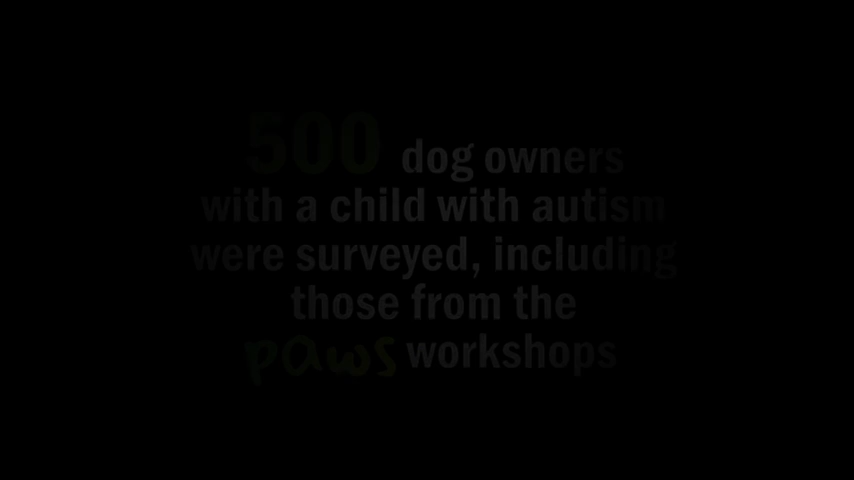 500 dog owners
with a child with autism
were surveyed, including
those from the
paws workshops